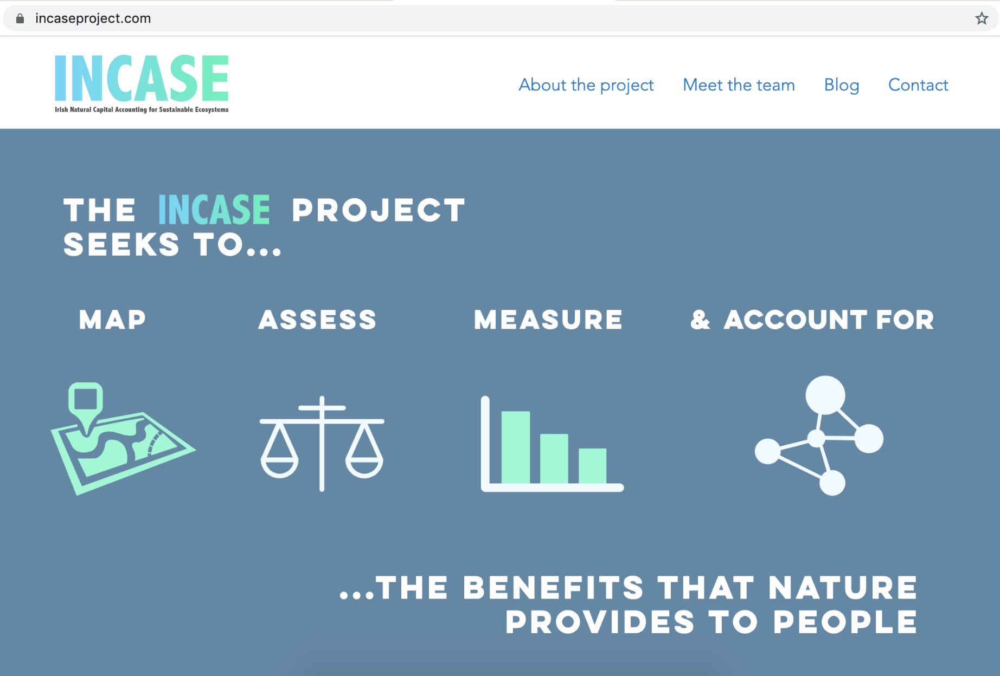 incaseproject.com
INCASE
Irish Natural Capital Accounting for Sustainable Ecosystems
About the project Meet the team Blog Contact
THE INCASE PROJECT
SEEKS TO...
MAP ASSESS MEASURE & ACCOUNT FOR
...THE BENEFITS THAT NATURE
PROVIDES TO PEOPLE